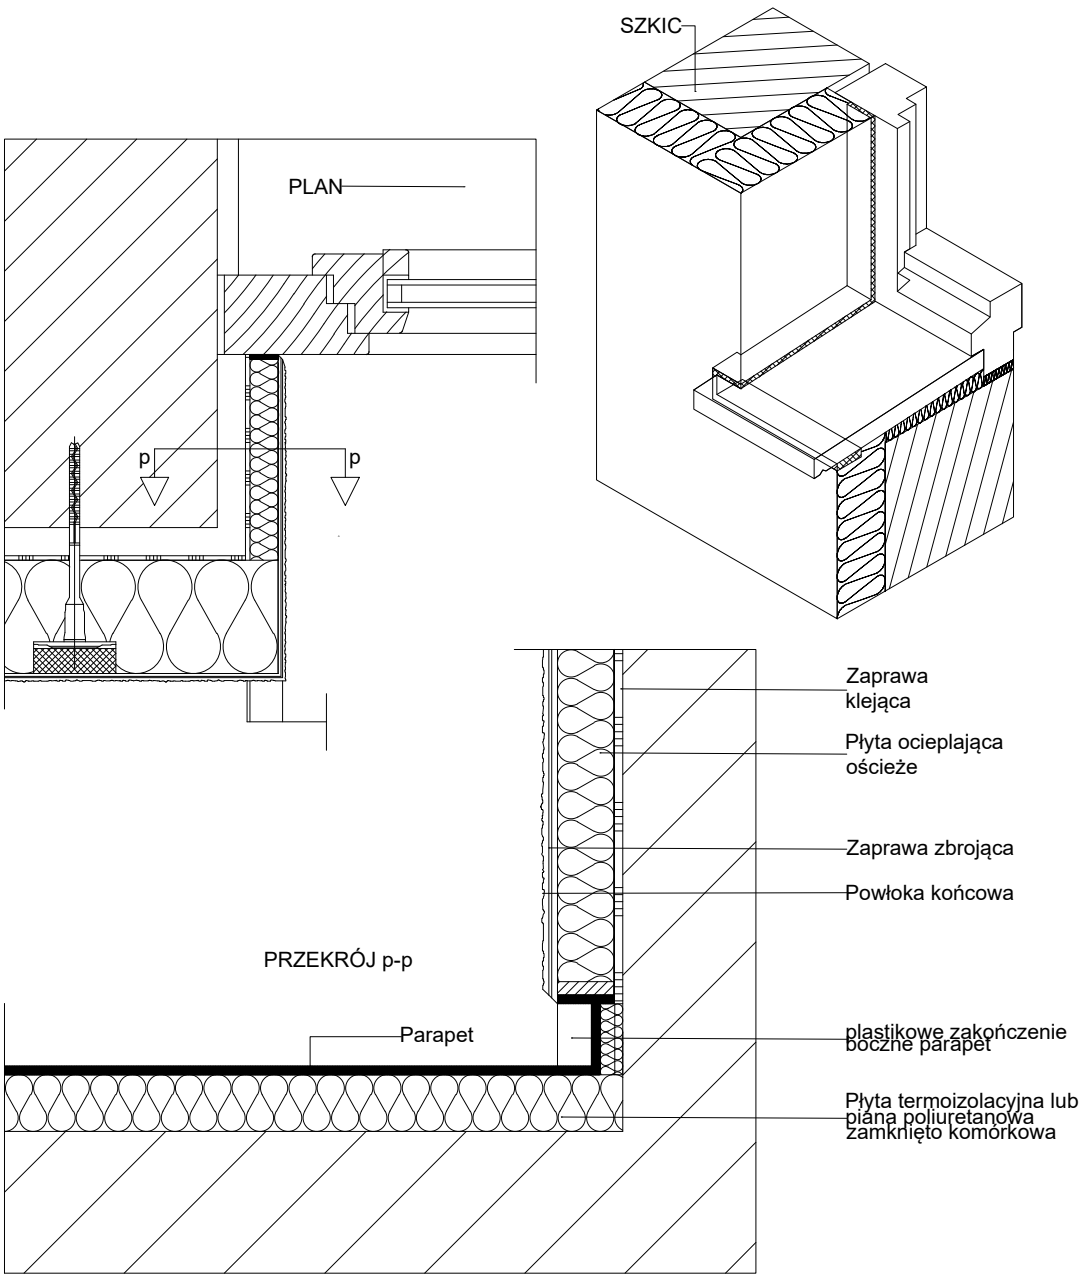 SZKIC
PLAN
p p
Zaprawa
klejąca
Płyta ocieplająca
ościeże
Zaprawa zbrojąca
Powłoka końcowa
PRZEKRÓJ p-p
Parapet
plastikowe zakończenie
boczne parapet
Płyta termoizolacyjna lub
piana poliuretanowa
zamknięto komórkowa